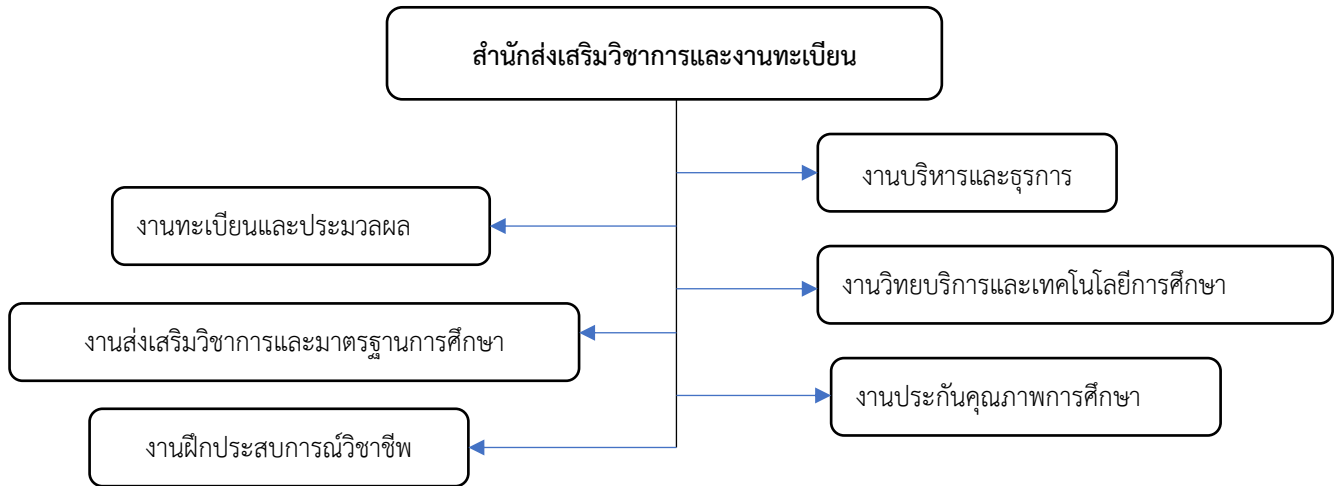 สำนักส่งเสริมวิชาการและงานทะเบียน
งานบริหารและธุรการ
งานทะเบียนและประมวลผล
งานวิทยบริการและเทคโนโลยีการศึกษา
งานส่งเสริมวิชาการและมาตรฐานการศึกษา
งานประกันคุณภาพการศึกษา
งานฝึกประสบการณ์วิชาชีพ